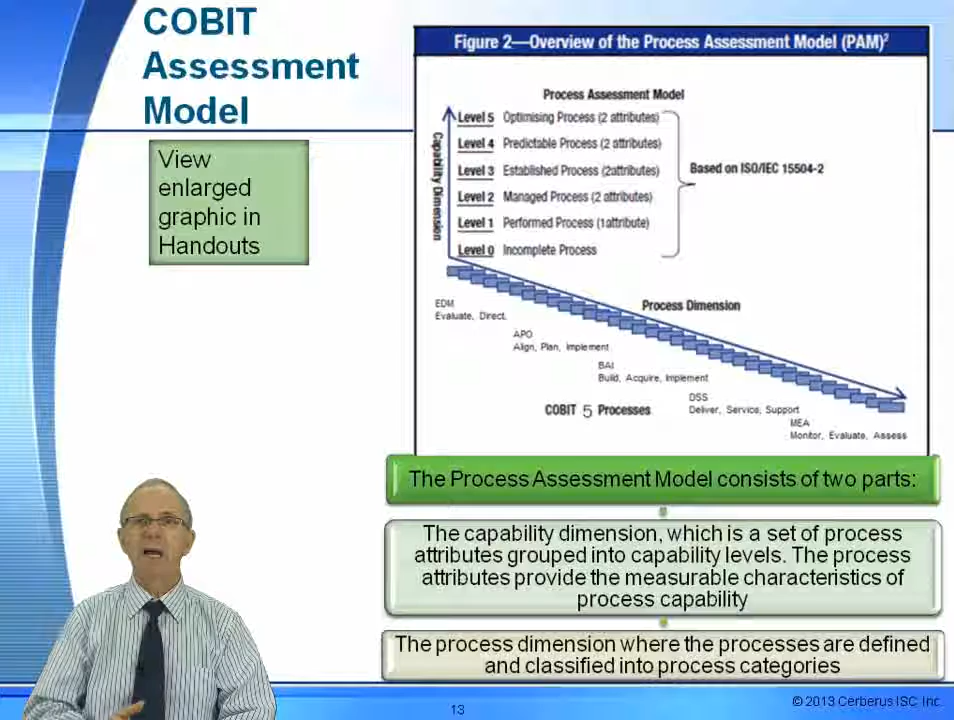 COBIT
Assessment
Model
View
enlarged
graphic in
Handouts
Figure 2—Overview of the Process Assessment Model (PAM)²
Process Assessment Model
Capability Dimension
Level 5 Optimising Process (2 attributes)
Level 4 Predictable Process (2 attributes)
Level 3 Established Process (2attributes)
Level 2 Managed Process (2 attributes)
Level 1 Performed Process (1attribute)
Level 0 Incomplete Process
Based on ISO/IEC 15504-2
Process Dimension
EDM
Evaluate, Direct,
APO
Align, Plan, Implement
BAI
Build, Acquire, Implement
DSS
Deliver, Service, Support
MEA
Monitor, Evaluate, Assess
COBIT 5 Processes
The Process Assessment Model consists of two parts:
The capability dimension, which is a set of process
attributes grouped into capability levels. The process
attributes provide the measurable characteristics of
process capability
The process dimension where the processes are defined
and classified into process categories
13
© 2013 Cerberus ISC Inc.